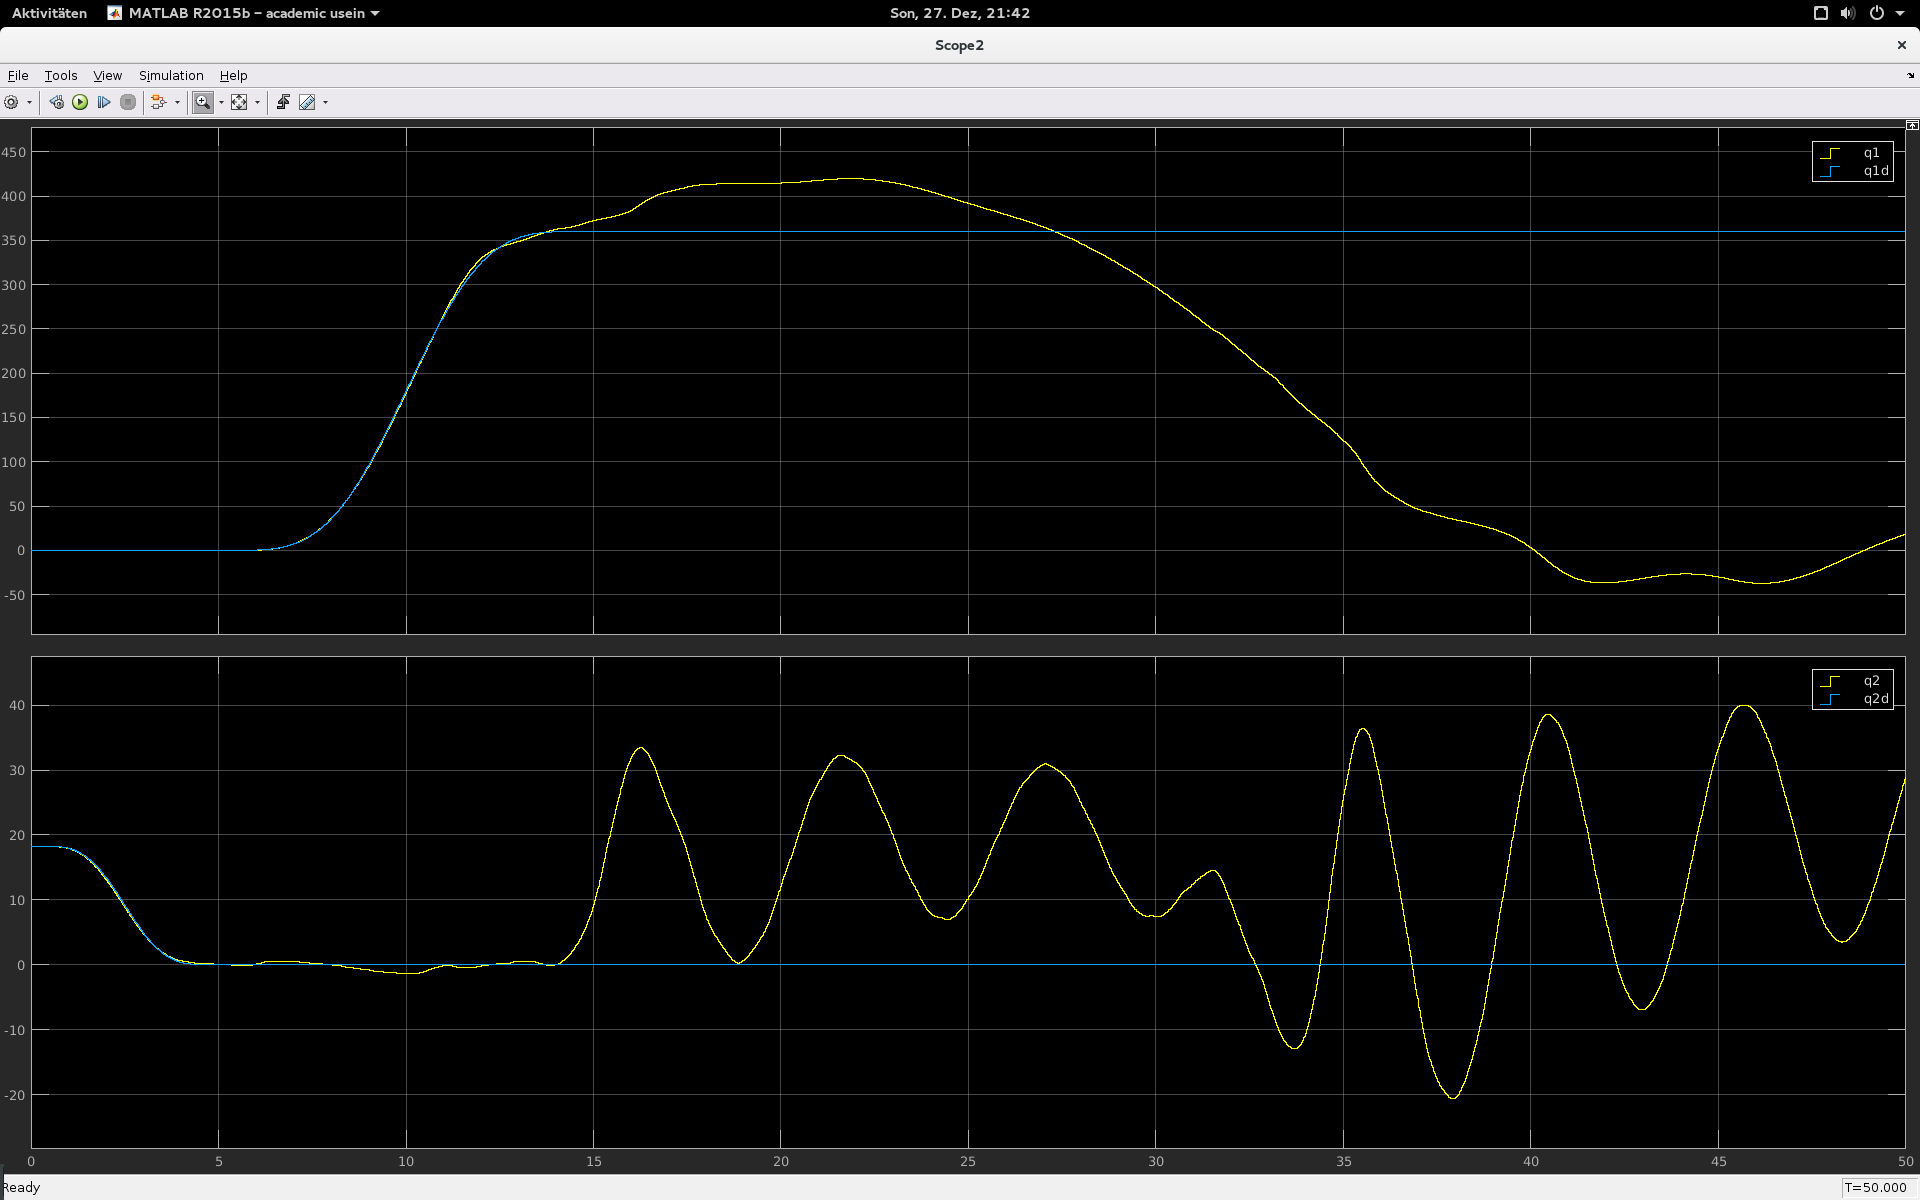 Aktivitäten MATLAB R2015b – academic usein Son, 27. Dez, 21:42
Scope2
File Tools View Simulation Help
450
400
350
300
250
200
150
100
50
0
-50
q1
q1d
40
30
20
10
0
-10
-20
q2
q2d
0 5 10 15 20 25 30 35 40 45 50
Ready T=50.000